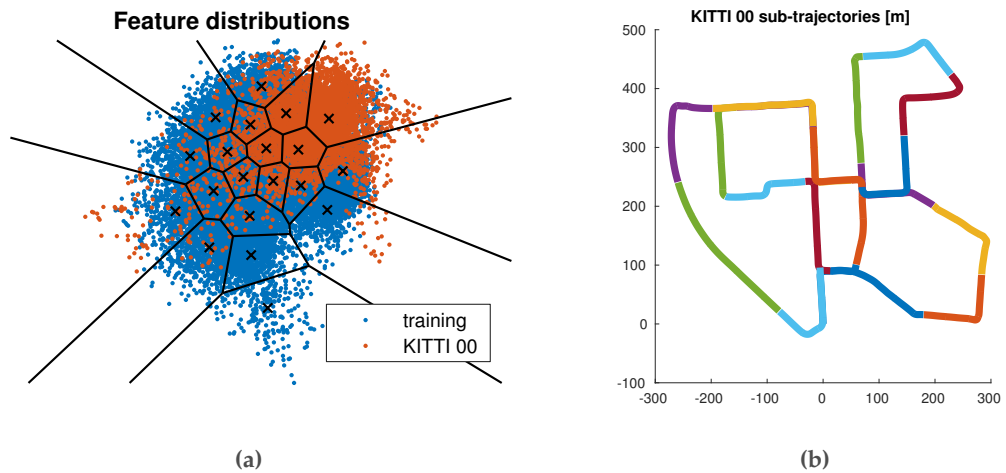 Feature distributions
training
KITTI 00
(a)
KITTI 00 sub-trajectories [m]
500
400
300
200
100
0
-100
-300
-200
-100
0
100
200
300
(b)